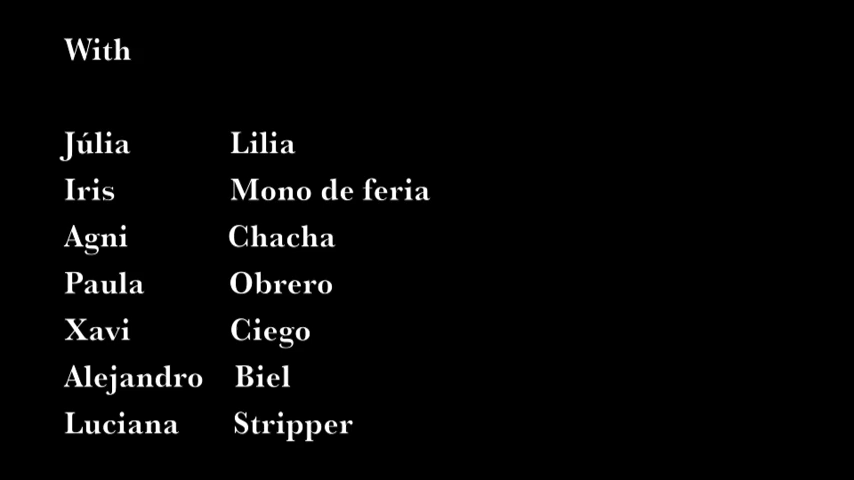 With
Júlia Lilia
Iris Mono de feria
Agni Chacha
Paula Obrero
Xavi Ciego
Alejandro Biel
Luciana Stripper